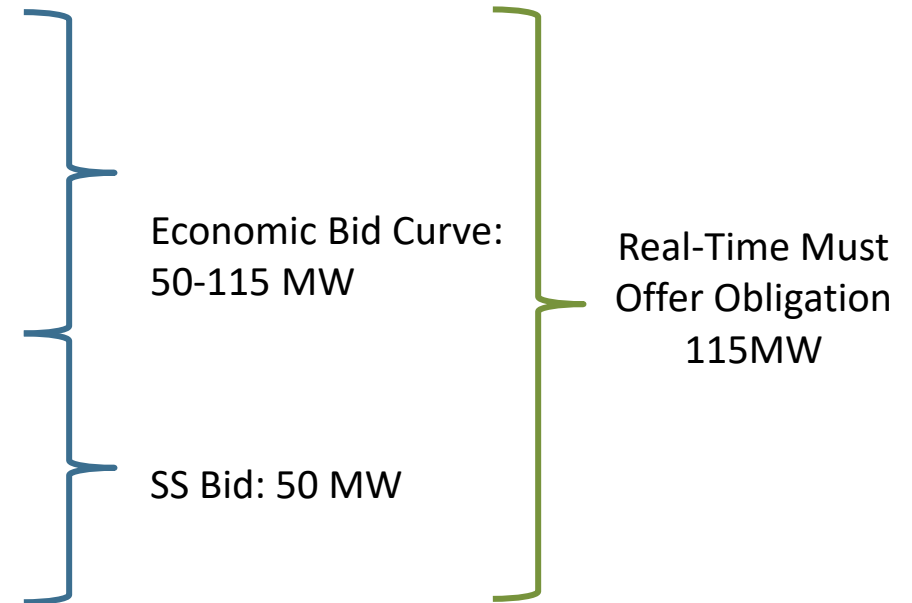 Economic Bid Curve:
50-115 MW
Real-Time Must
Offer Obligation
115MW
SS Bid: 50 MW